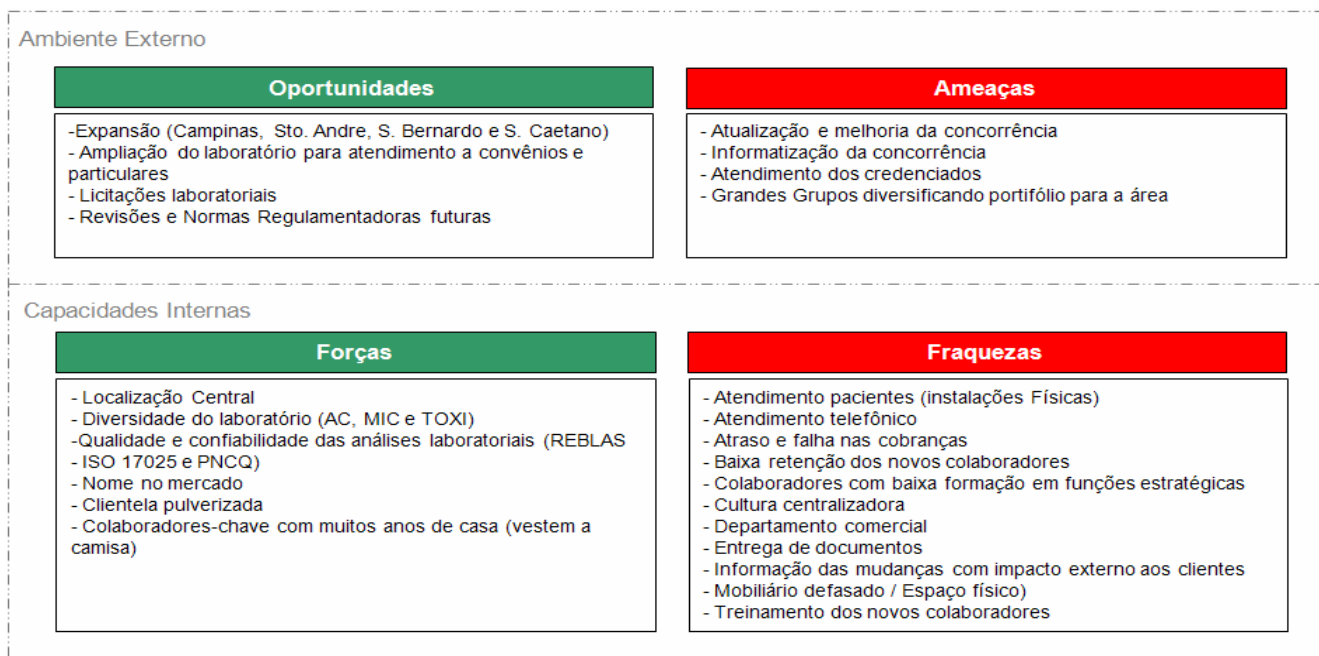 Ambiente Externo
Oportunidades
-Expansão (Campinas, Sto. Andre, S. Bernardo e S. Caetano)
- Ampliação do laboratório para atendimento a convênios e
particulares
- Licitações laboratoriais
- Revisões e Normas Regulamentadoras futuras
Ameaças
- Atualização e melhoria da concorrência
- Informatização da concorrência
- Atendimento dos credenciados
- Grandes Grupos diversificando portifólio para a área
Capacidades Internas
Forças
- Localização Central
- Diversidade do laboratório (AC, MIC e TOXI)
-Qualidade e confiabilidade das análises laboratoriais (REBLAS
- ISO 17025 e PNCQ)
- Nome no mercado
- Clientela pulverizada
- Colaboradores-chave com muitos anos de casa (vestem a
camisa)
Fraquezas
- Atendimento pacientes (instalações Físicas)
- Atendimento telefônico
- Atraso e falha nas cobranças
- Baixa retenção dos novos colaboradores
- Colaboradores com baixa formação em funções estratégicas
- Cultura centralizadora
- Departamento comercial
- Entrega de documentos
- Informação das mudanças com impacto externo aos clientes
- Mobiliário defasado / Espaço físico)
- Treinamento dos novos colaboradores